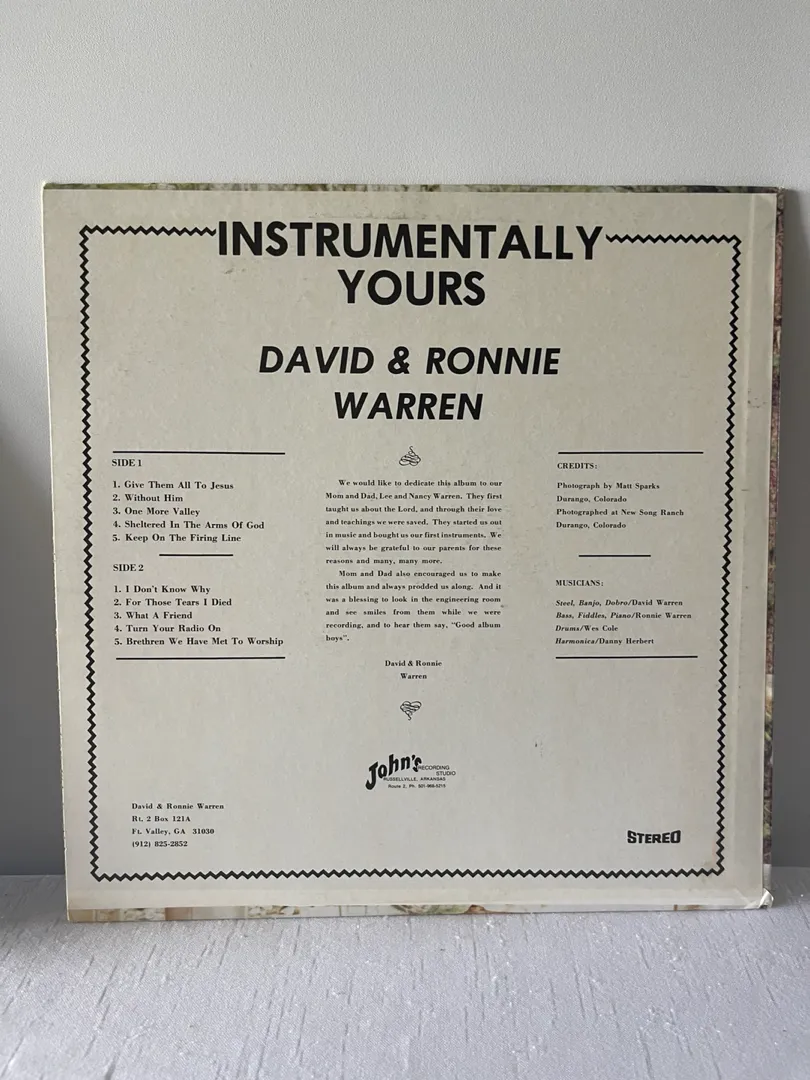 INSTRUMENTALLY
YOURS
DAVID & RONNIE
WARREN
SIDE 1
1. Give Them All To Jesus
2. Without Him
3. One More Valley
4. Sheltered In The Arms Of God
5. Keep On The Firing Line
SIDE 2
1. I Don't Know Why
2. For Those Tears I Died
3. What A Friend
4. Turn Your Radio On
5. Brethren We Have Met To Worship
We would like to dedicate this album to our
Mom and Dad, Lee and Nancy Warren. They first
taught us about the Lord, and through their love
and teachings we were saved. They started us out
in music and bought us our first instruments. We
will always be grateful to our parents for these
reasons and many, many more.
Mom and Dad also encouraged us to make
this album and always prodded us along. And it
was a blessing to look in the engineering room
and see smiles from them while we were
recording, and to hear them say, "Good album
boys".
David & Ronnie
Warren
CREDITS:
Photograph by Matt Sparks
Durango, Colorado
Photographed at New Song Ranch
Durango, Colorado
MUSICIANS:
Steel, Banjo, Dobro/David Warren
Bass, Fiddles, Piano/Ronnie Warren
Drums/Wes Cole
Harmonica/Danny Herbert
John's RECORDING
STUDIO
RUSSELLVILLE, ARKANSAS
Route 2, Ph. 501-968-5215
David & Ronnie Warren
Rt. 2 Box 121A
Ft. Valley, GA 31030
(912) 825-2852
STEREO